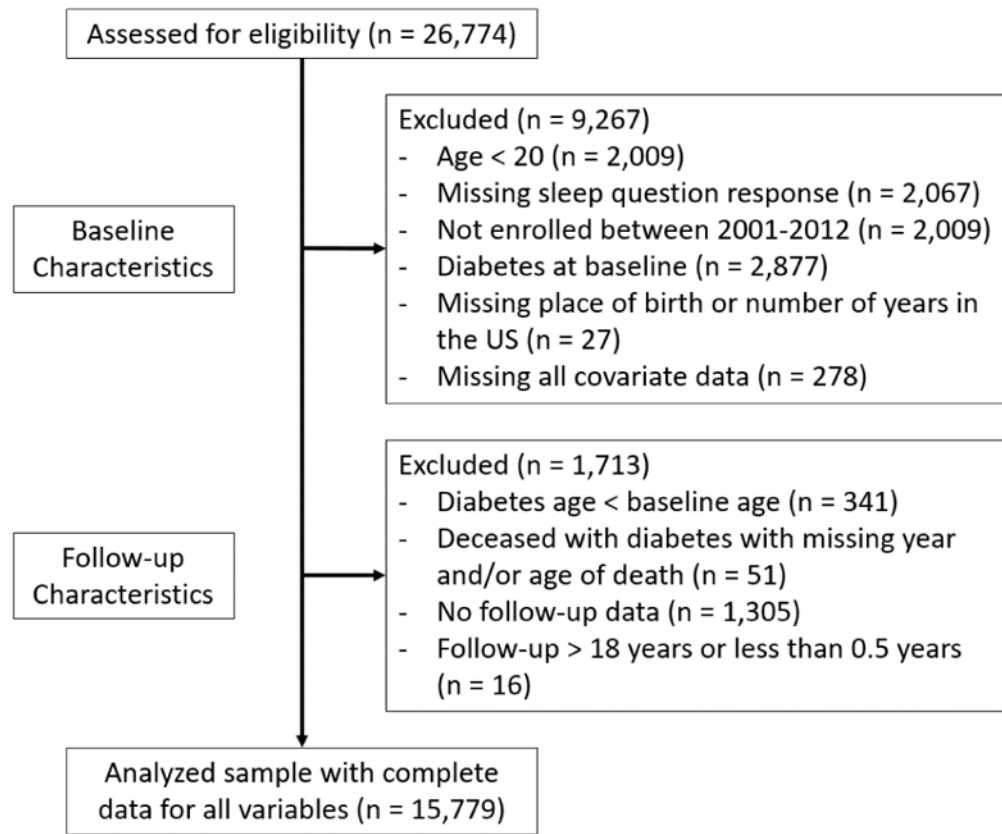 Assessed for eligibility (n = 26,774)
Excluded (n = 9,267)
- Age < 20 (n = 2,009)
- Missing sleep question response (n = 2,067)
- Not enrolled between 2001-2012 (n = 2,009)
- Diabetes at baseline (n = 2,877)
- Missing place of birth or number of years in
the US (n = 27)
- Missing all covariate data (n = 278)
Baseline
Characteristics
Excluded (n = 1,713)
- Diabetes age < baseline age (n = 341)
- Deceased with diabetes with missing year
and/or age of death (n = 51)
- No follow-up data (n = 1,305)
- Follow-up > 18 years or less than 0.5 years
(n = 16)
Follow-up
Characteristics
Analyzed sample with complete
data for all variables (n = 15,779)